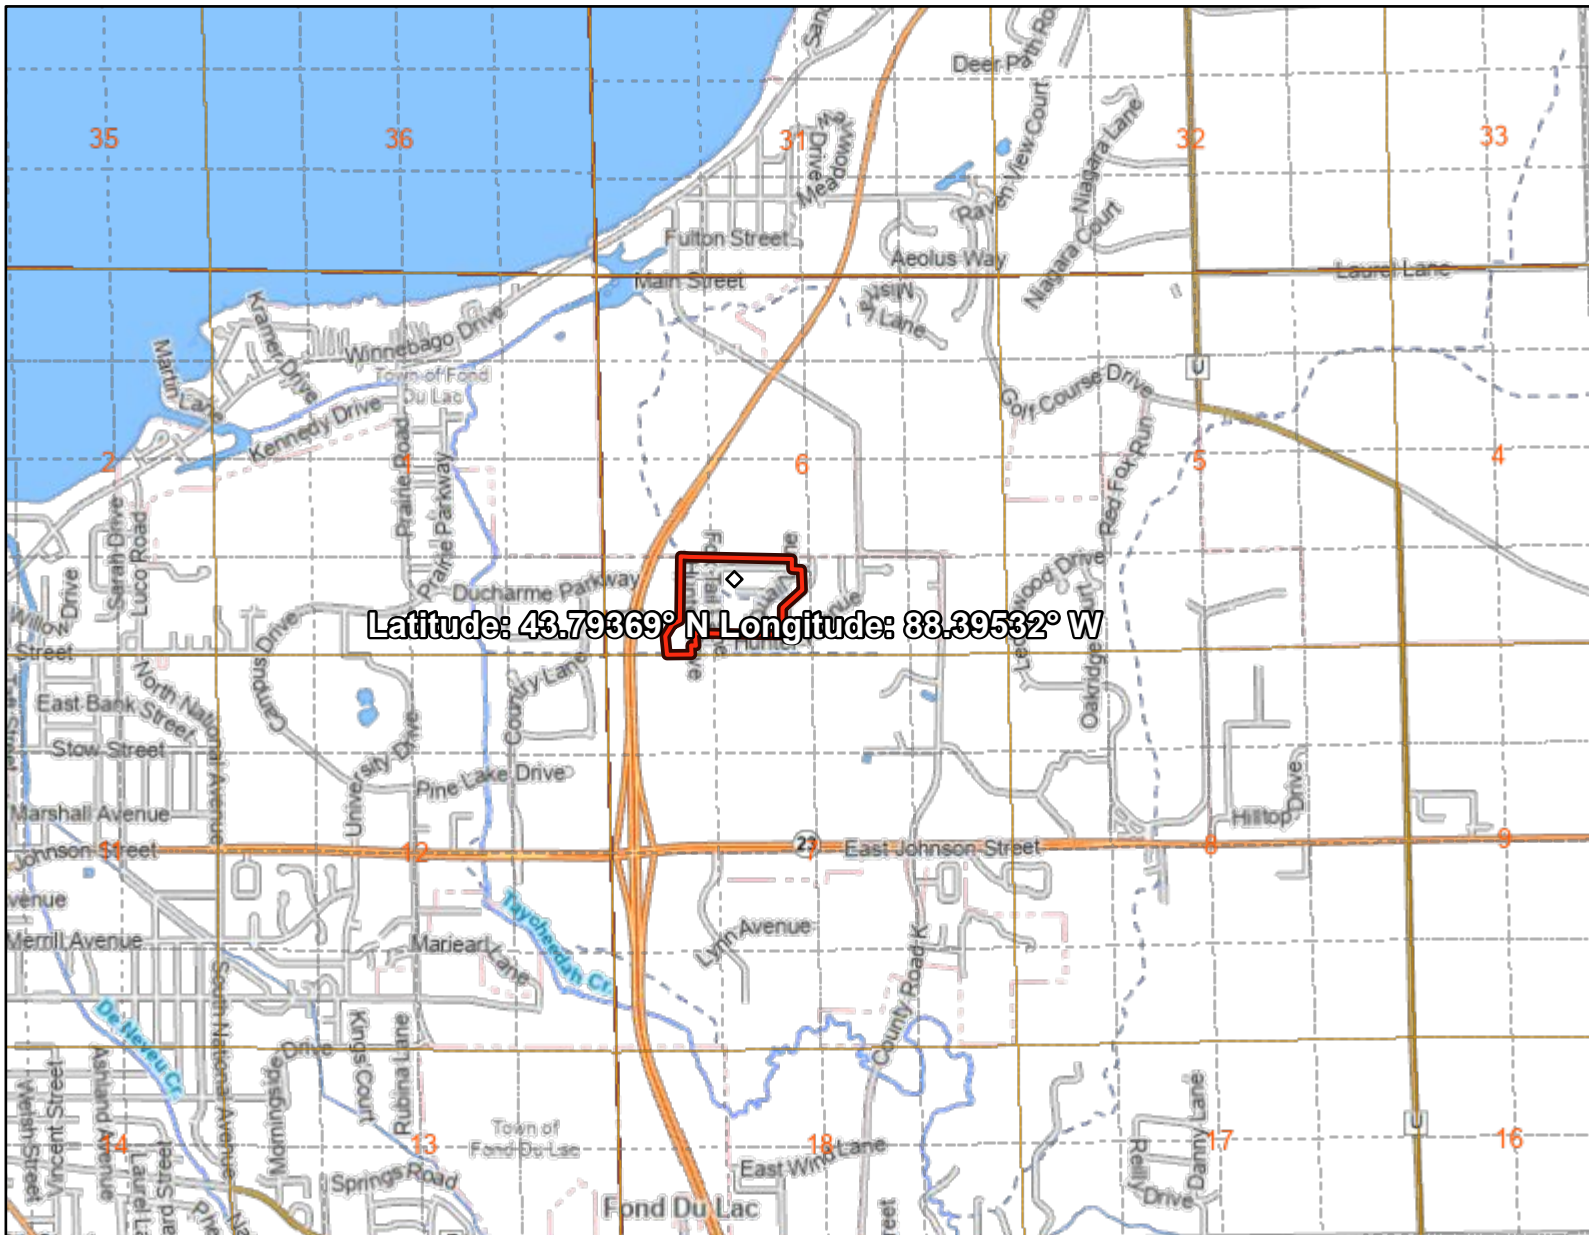 Deer Path Ro
35
36
31
32
33
Meadow
Drive
Raven View Court
Niagara Lane
Niagara Court
Fulton Street
Aeolus Way
Laurel Lane
Main Street
Mist
Lane
Kramer Drive
Winnebago Drive
Martin Lane
Town of Fond
Du Lac
Kennedy Drive
U
Golf Course Drive
2
1
6
5
4
Prairie Road
Prairie Parkway
Red Fox Run
Sarah Drive
Luco Road
Drive
Ducharme Parkway
Willow
Street
Latitude: 43.79369° N Longitude: 88.39532° W
Oakridge Court
Campus Drive
Country Lane
North National Avenue
East Bank Street
Stow Street
University Drive
Pine Lake Drive
Marshall Avenue
Hilltop Drive
Johnson Street
11
12
23
East Johnson Street
8
9
venue
Merrill Avenue
Mariearl Lane
Taycheedah Cr.
Lynn Avenue
County Road K
De Neveu Cr.
South National Avenue
Kings Court
Rubina Lane
Morningside Drive
Ashland Avenue
Vincent Street
Welsh Street
14
13
Town of
Fond Du Lac
18
17
16
U
East Wind Lane
Reilly Drive
Danny Lane
Springs Road
Fond Du Lac